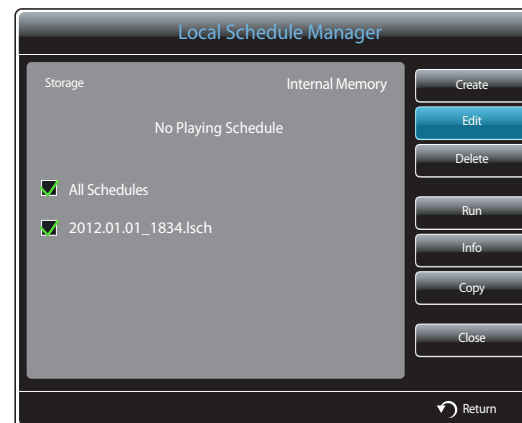 Local Schedule Manager
Storage Internal Memory
No Playing Schedule
All Schedules
2012.01.01_1834.lsch
Create
Edit
Delete
Run
Info
Copy
Close
Return